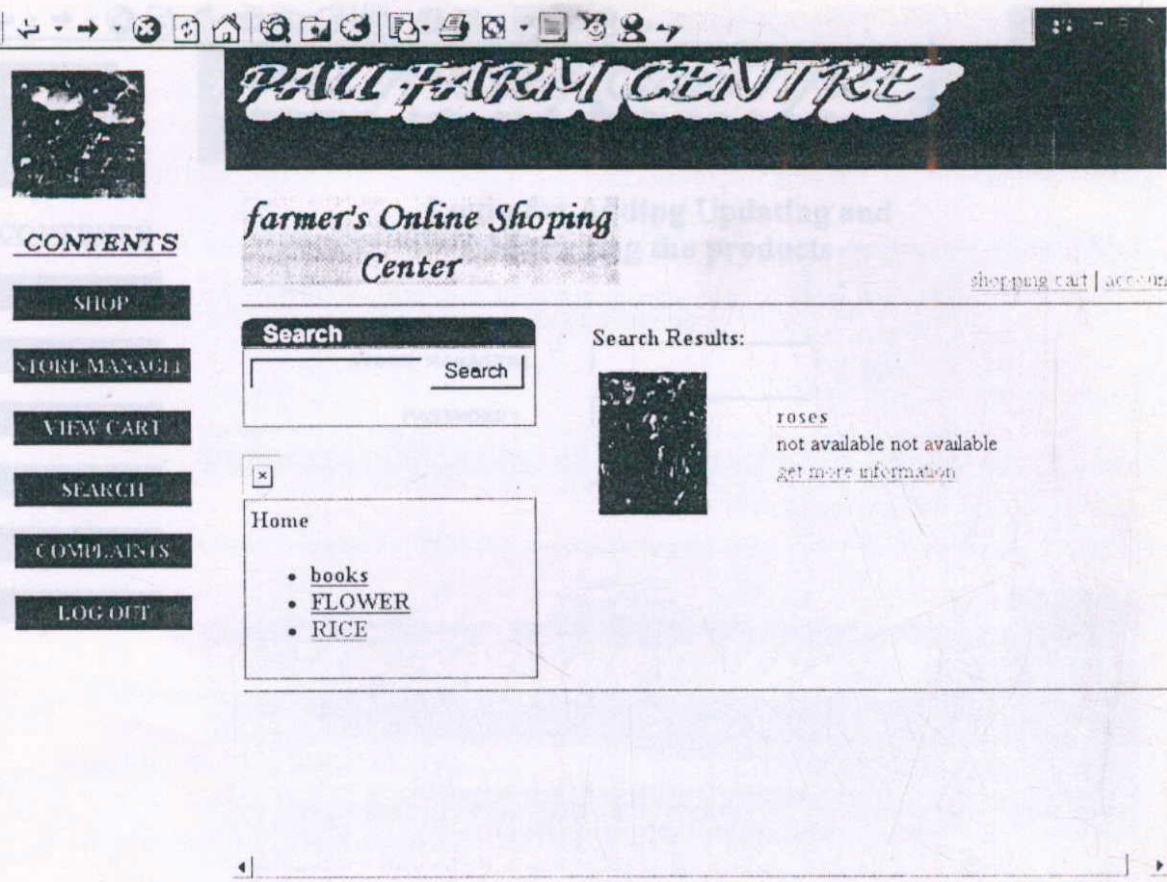 PAU FARM CENTRE
farmer's Online Shoping
Center
shopping cart | accoun
CONTENTS
SHOP
STORE MANAGE
VIEW CART
SEARCH
COMPLAINTS
LOG OUT
Search
Search
Home
books
FLOWER
RICE
Search Results:
roses
not available not available
get more information